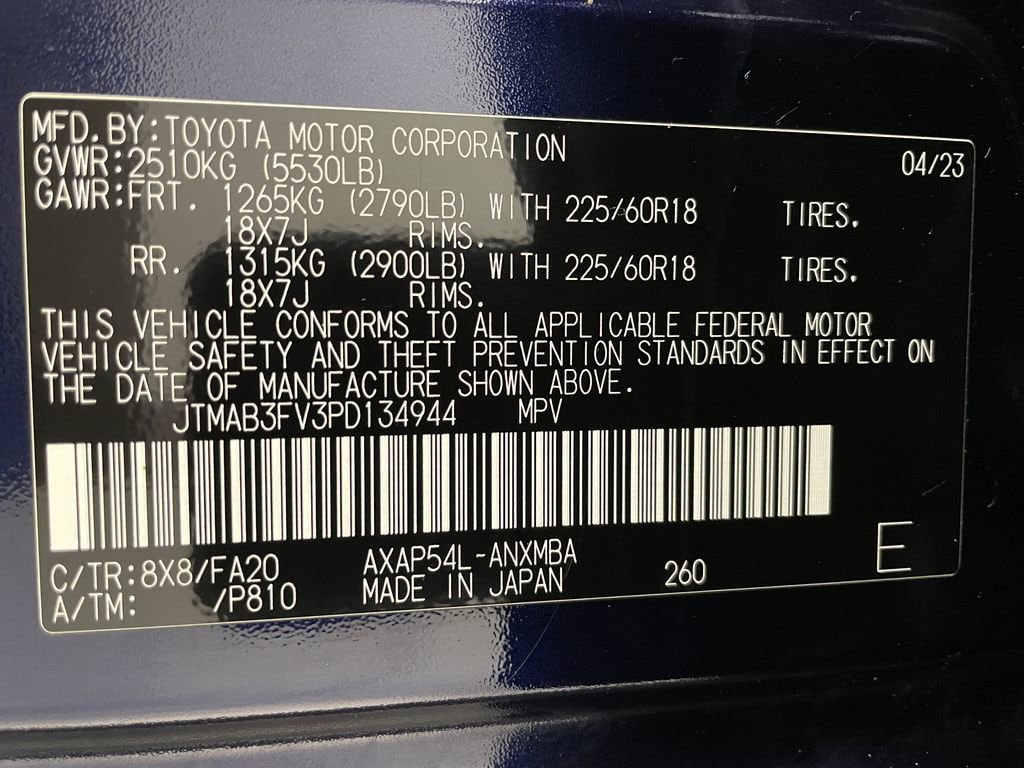 MFD. BY: TOYOTA MOTOR CORPORATION 04/23
GVWR: 2510KG (5530LB)
GAWR: FRT. 1265KG (2790LB) WITH 225/60R18 TIRES.
18X7J RIMS.
RR. 1315KG (2900LB) WITH 225/60R18 TIRES.
18X7J RIMS.
THIS VEHICLE CONFORMS TO ALL APPLICABLE FEDERAL MOTOR
VEHICLE SAFETY AND THEFT PREVENTION STANDARDS IN EFFECT ON
THE DATE OF MANUFACTURE SHOWN ABOVE.
JTMAB3FV3PD134944 MPV
C/TR: 8X8/FA20 AXAP54L-ANXMBA
A/TM: /P810 MADE IN JAPAN 260 E